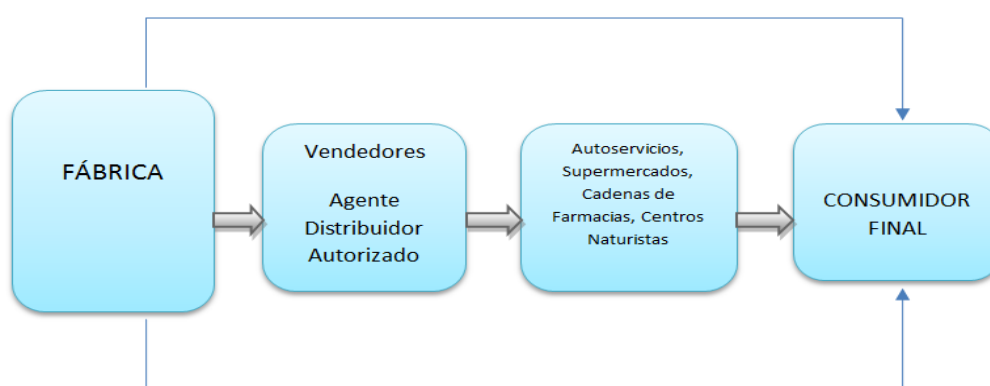 FÁBRICA
Vendedores
Agente
Distribuidor
Autorizado
Autoservicios,
Supermercados,
Cadenas de
Farmacias, Centros
Naturistas
CONSUMIDOR
FINAL